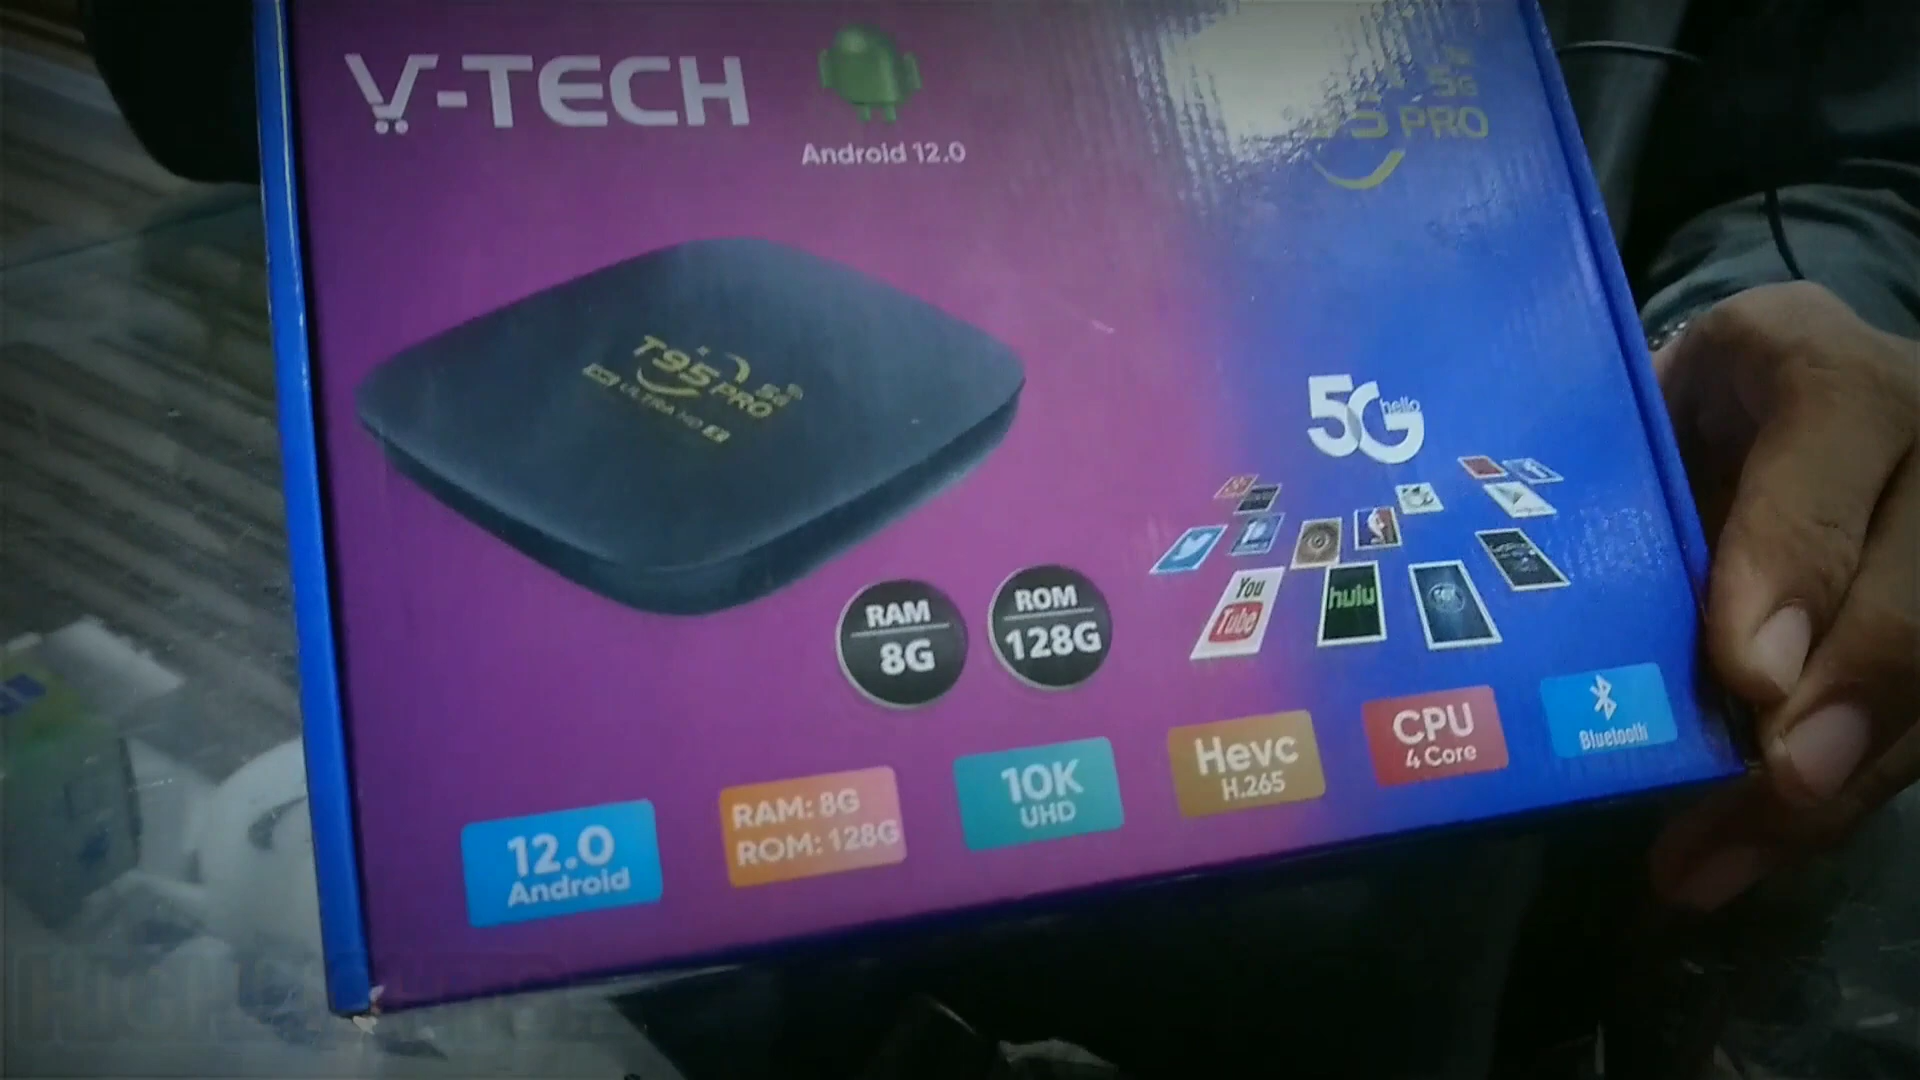 V-TECH
Android 12.0
5G
PRO
T95 PRO 5G
ULTRA HD
5G
hello
You
Tube
hulu
RAM
8G
ROM
128G
12.0
Android
RAM: 8G
ROM: 128G
10K
UHD
Hevc
H.265
CPU
4 Core
Bluetooth